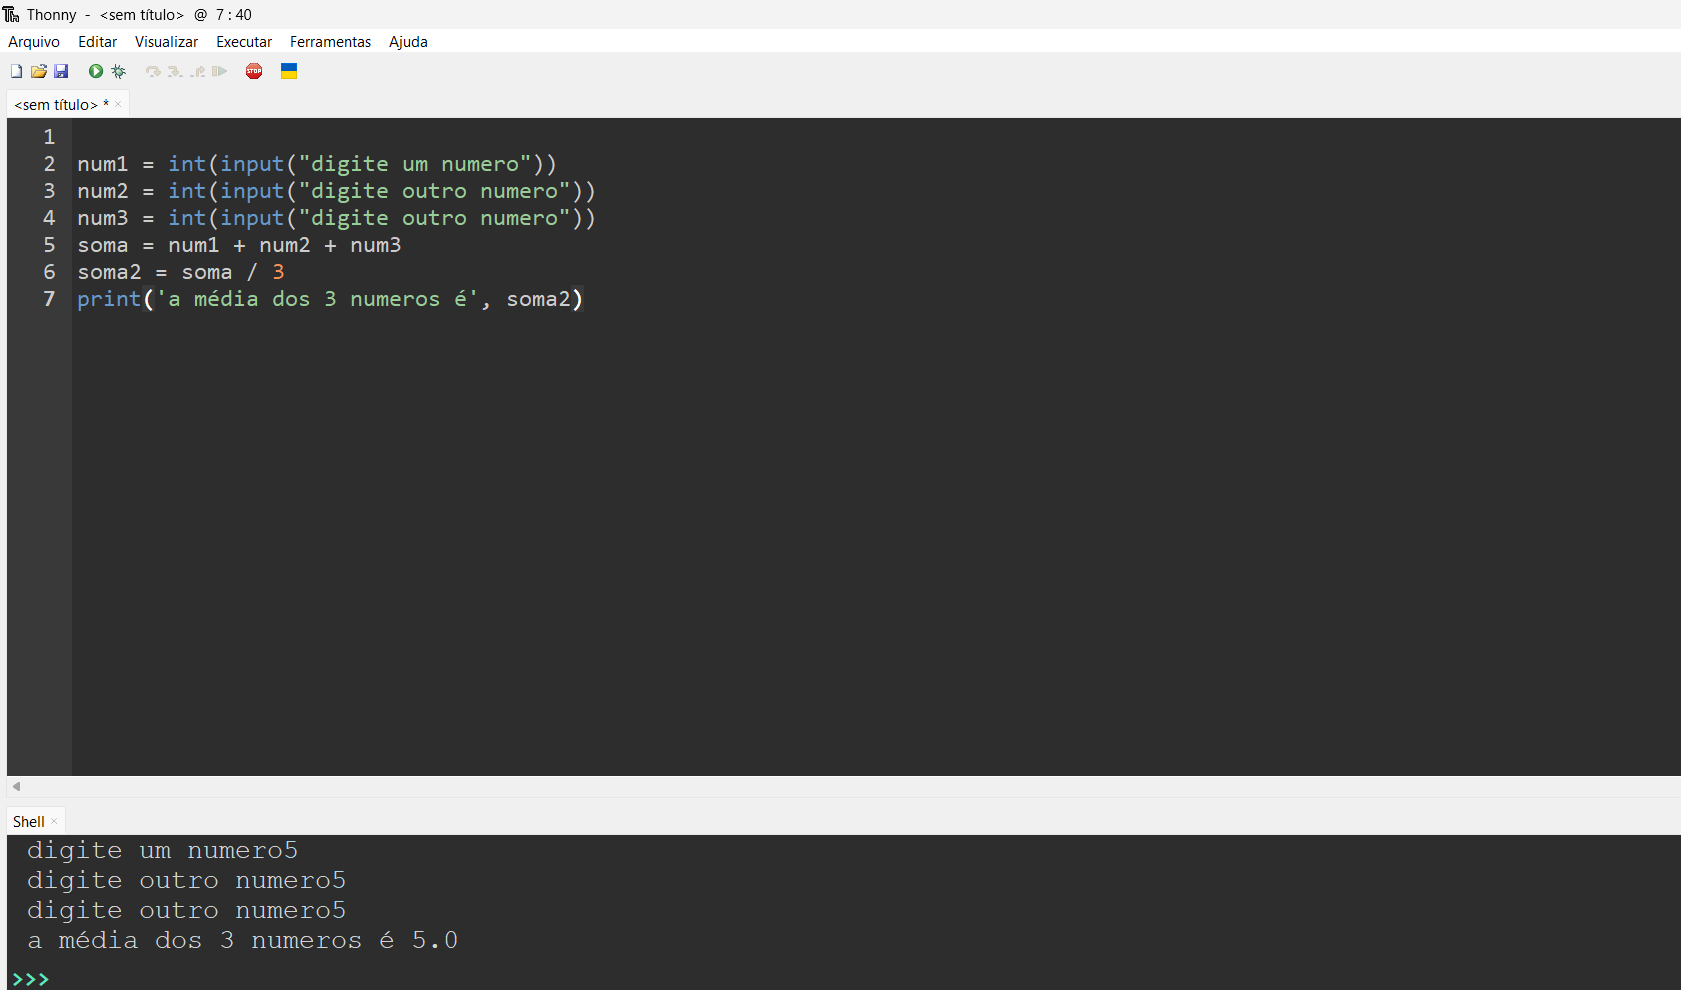 Thonny - <sem título> @ 7 : 40
Arquivo Editar Visualizar Executar Ferramentas Ajuda
STOP
<sem título> * ×
1
2 num1 = int(input("digite um numero"))
3 num2 = int(input("digite outro numero"))
4 num3 = int(input("digite outro numero"))
5 soma = num1 + num2 + num3
6 soma2 = soma / 3
7 print('a média dos 3 numeros é', soma2)
Shell ×
digite um numero5
digite outro numero5
digite outro numero5
a média dos 3 numeros é 5.0
>>>